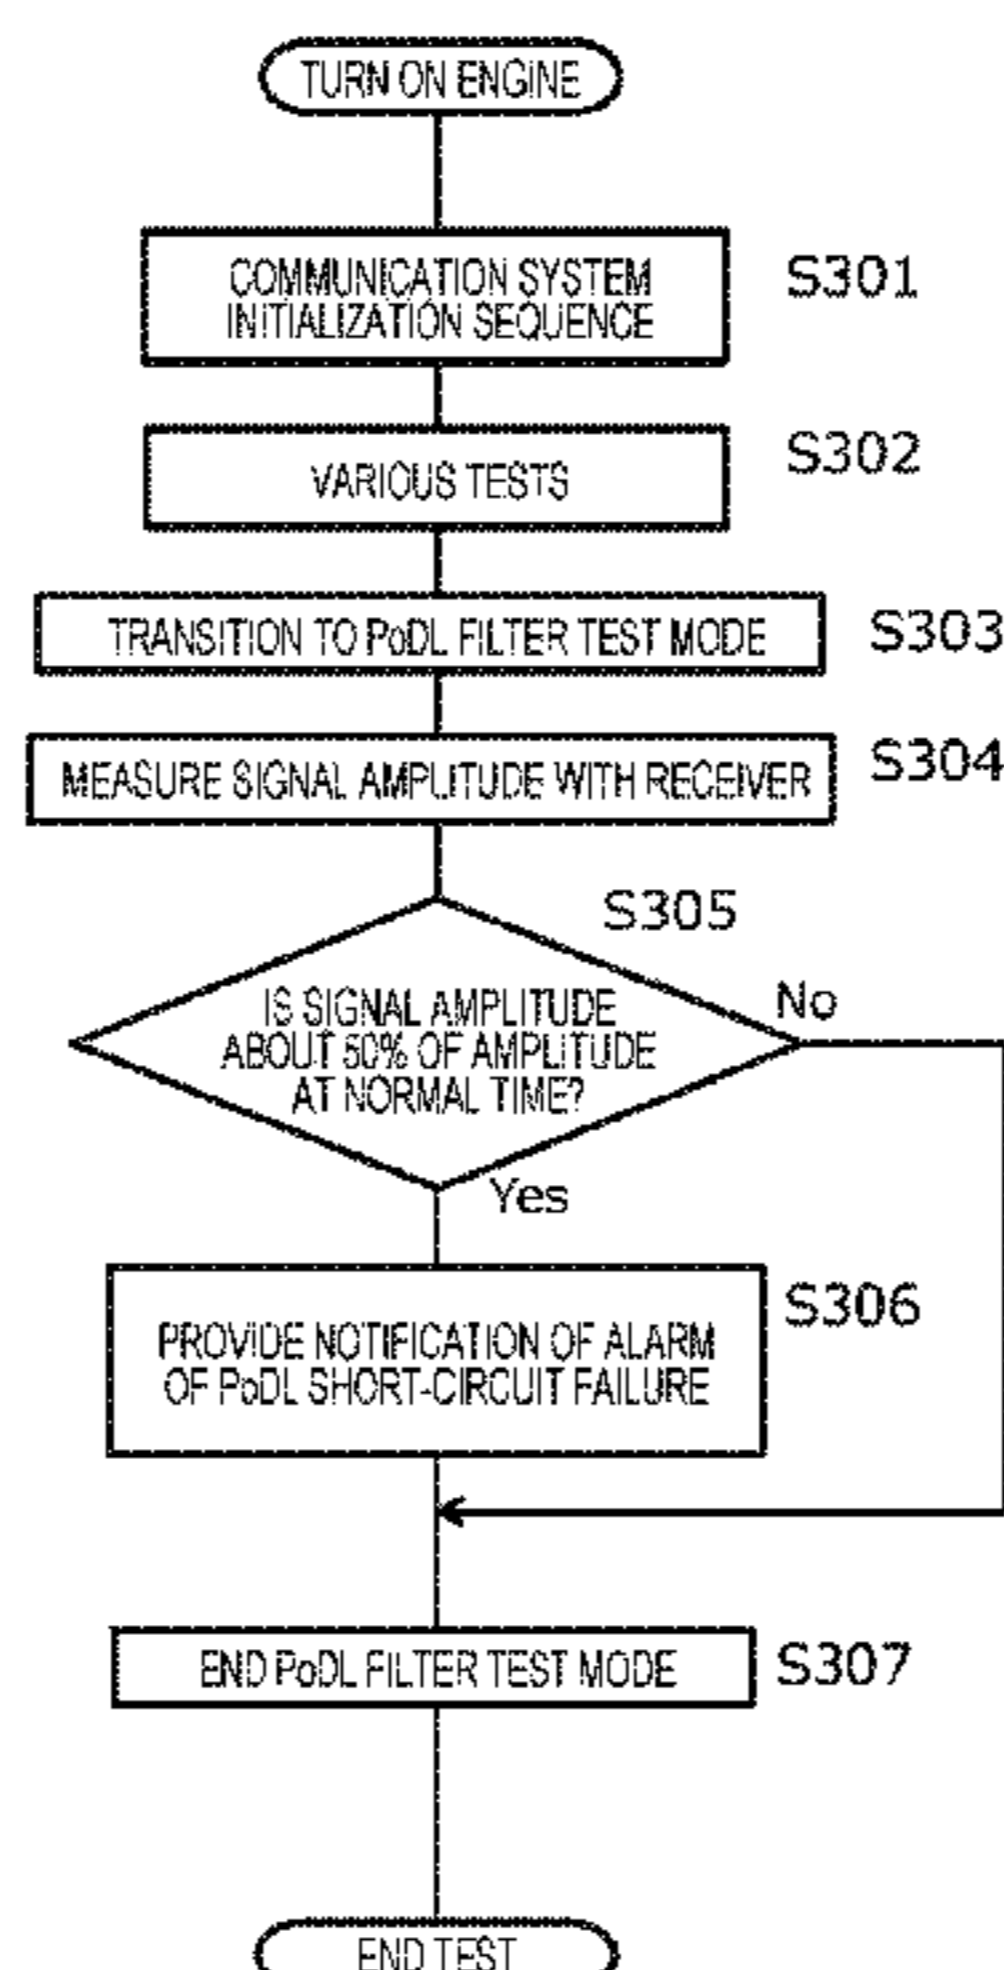 TURN ON ENGINE
COMMUNICATION SYSTEM
INITIALIZATION SEQUENCE
S301
VARIOUS TESTS
S302
TRANSITION TO PoDL FILTER TEST MODE
S303
MEASURE SIGNAL AMPLITUDE WITH RECEIVER
S304
S305
IS SIGNAL AMPLITUDE
ABOUT 50% OF AMPLITUDE
AT NORMAL TIME?
No
Yes
PROVIDE NOTIFICATION OF ALARM
OF PoDL SHORT-CIRCUIT FAILURE
S306
END PoDL FILTER TEST MODE
S307
END TEST